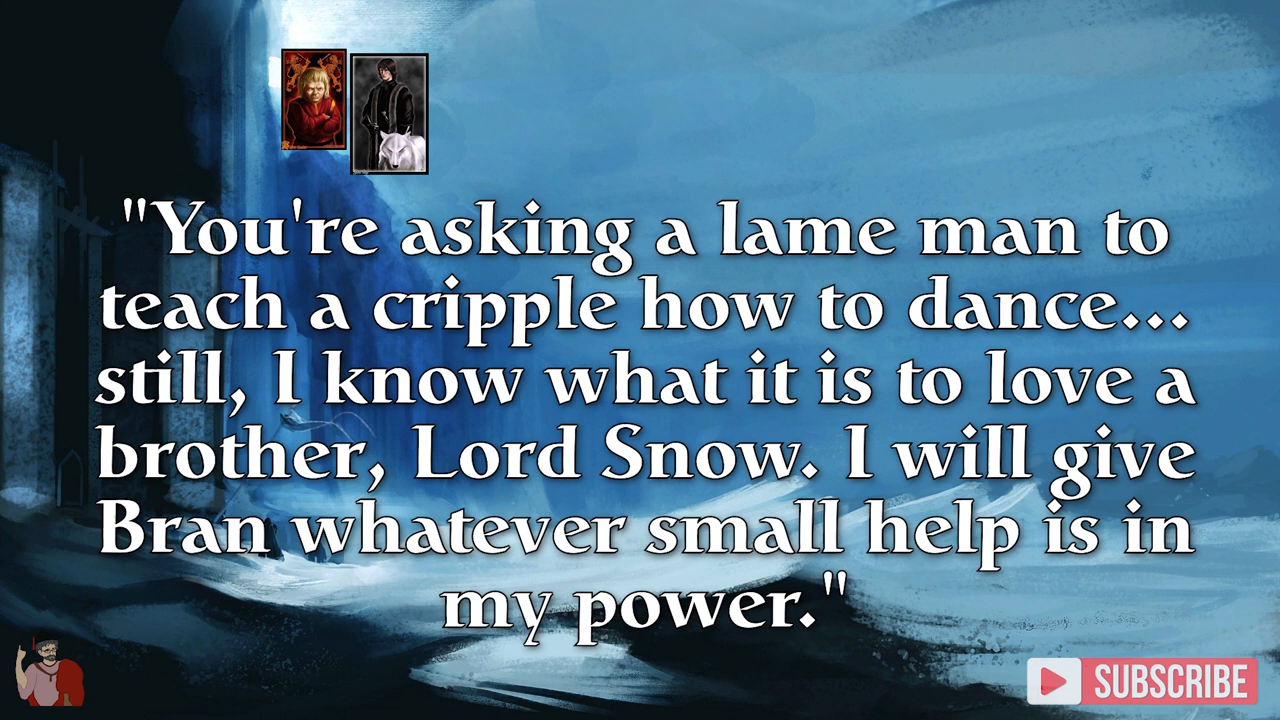 "You're asking a lame man to
teach a cripple how to dance...
still, I know what it is to love a
brother, Lord Snow. I will give
Bran whatever small help is in
my power."
SUBSCRIBE